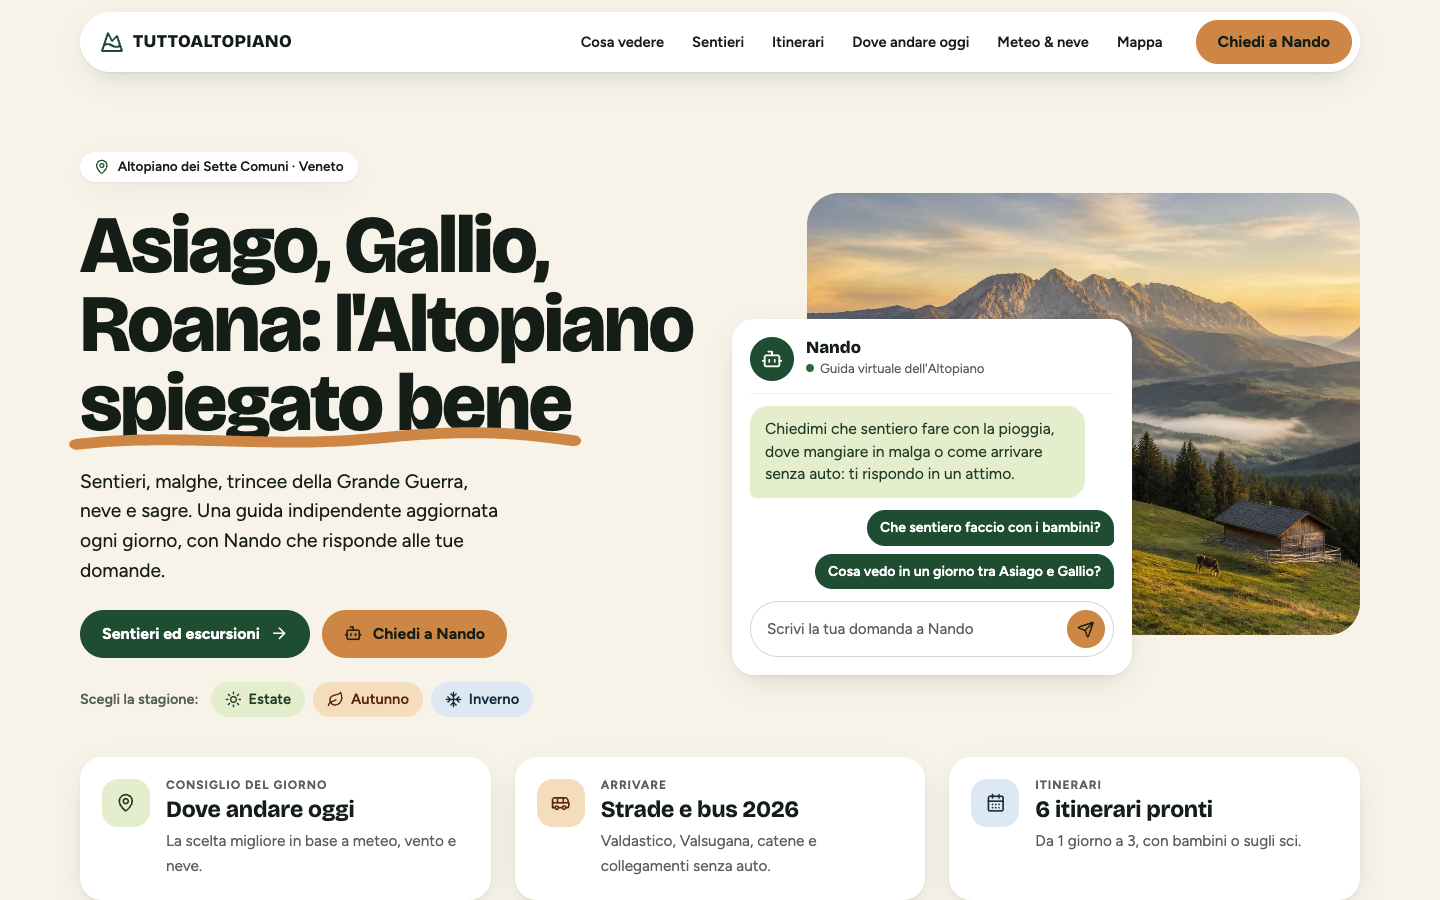 TUTTOALTOPIANO
Cosa vedere
Sentieri
Itinerari
Dove andare oggi
Meteo & neve
Mappa
Chiedi a Nando
Altopiano dei Sette Comuni · Veneto
Asiago, Gallio,
Roana: l'Altopiano
spiegato bene
Sentieri, malghe, trincee della Grande Guerra,
neve e sagre. Una guida indipendente aggiornata
ogni giorno, con Nando che risponde alle tue
domande.
Sentieri ed escursioni
Chiedi a Nando
Scegli la stagione:
Estate
Autunno
Inverno
Nando
Guida virtuale dell'Altopiano
Chiedimi che sentiero fare con la pioggia,
dove mangiare in malga o come arrivare
senza auto: ti rispondo in un attimo.
Che sentiero faccio con i bambini?
Cosa vedo in un giorno tra Asiago e Gallio?
Scrivi la tua domanda a Nando
CONSIGLIO DEL GIORNO
Dove andare oggi
La scelta migliore in base a meteo, vento e
neve.
ARRIVARE
Strade e bus 2026
Valdastico, Valsugana, catene e
collegamenti senza auto.
ITINERARI
6 itinerari pronti
Da 1 giorno a 3, con bambini o sugli sci.